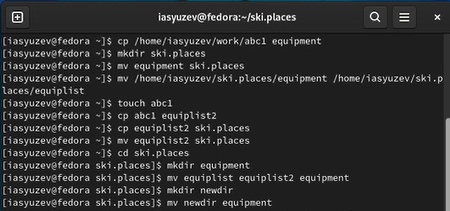 iasyuzev@fedora:~/ski.places
[iasyuzev@fedora ~]$ cp /home/iasyuzev/work/abc1 equipment
[iasyuzev@fedora ~]$ mkdir ski.places
[iasyuzev@fedora ~]$ mv equipment ski.places
[iasyuzev@fedora ~]$ mv /home/iasyuzev/ski.places/equipment /home/iasyuzev/ski.p
laces/equiplist
[iasyuzev@fedora ~]$ touch abc1
[iasyuzev@fedora ~]$ cp abc1 equiplist2
[iasyuzev@fedora ~]$ cp equiplist2 ski.places
[iasyuzev@fedora ~]$ mv equiplist2 ski.places
[iasyuzev@fedora ~]$ cd ski.places
[iasyuzev@fedora ski.places]$ mkdir equipment
[iasyuzev@fedora ski.places]$ mv equiplist equiplist2 equipment
[iasyuzev@fedora ski.places]$ mkdir newdir
[iasyuzev@fedora ski.places]$ mv newdir equipment